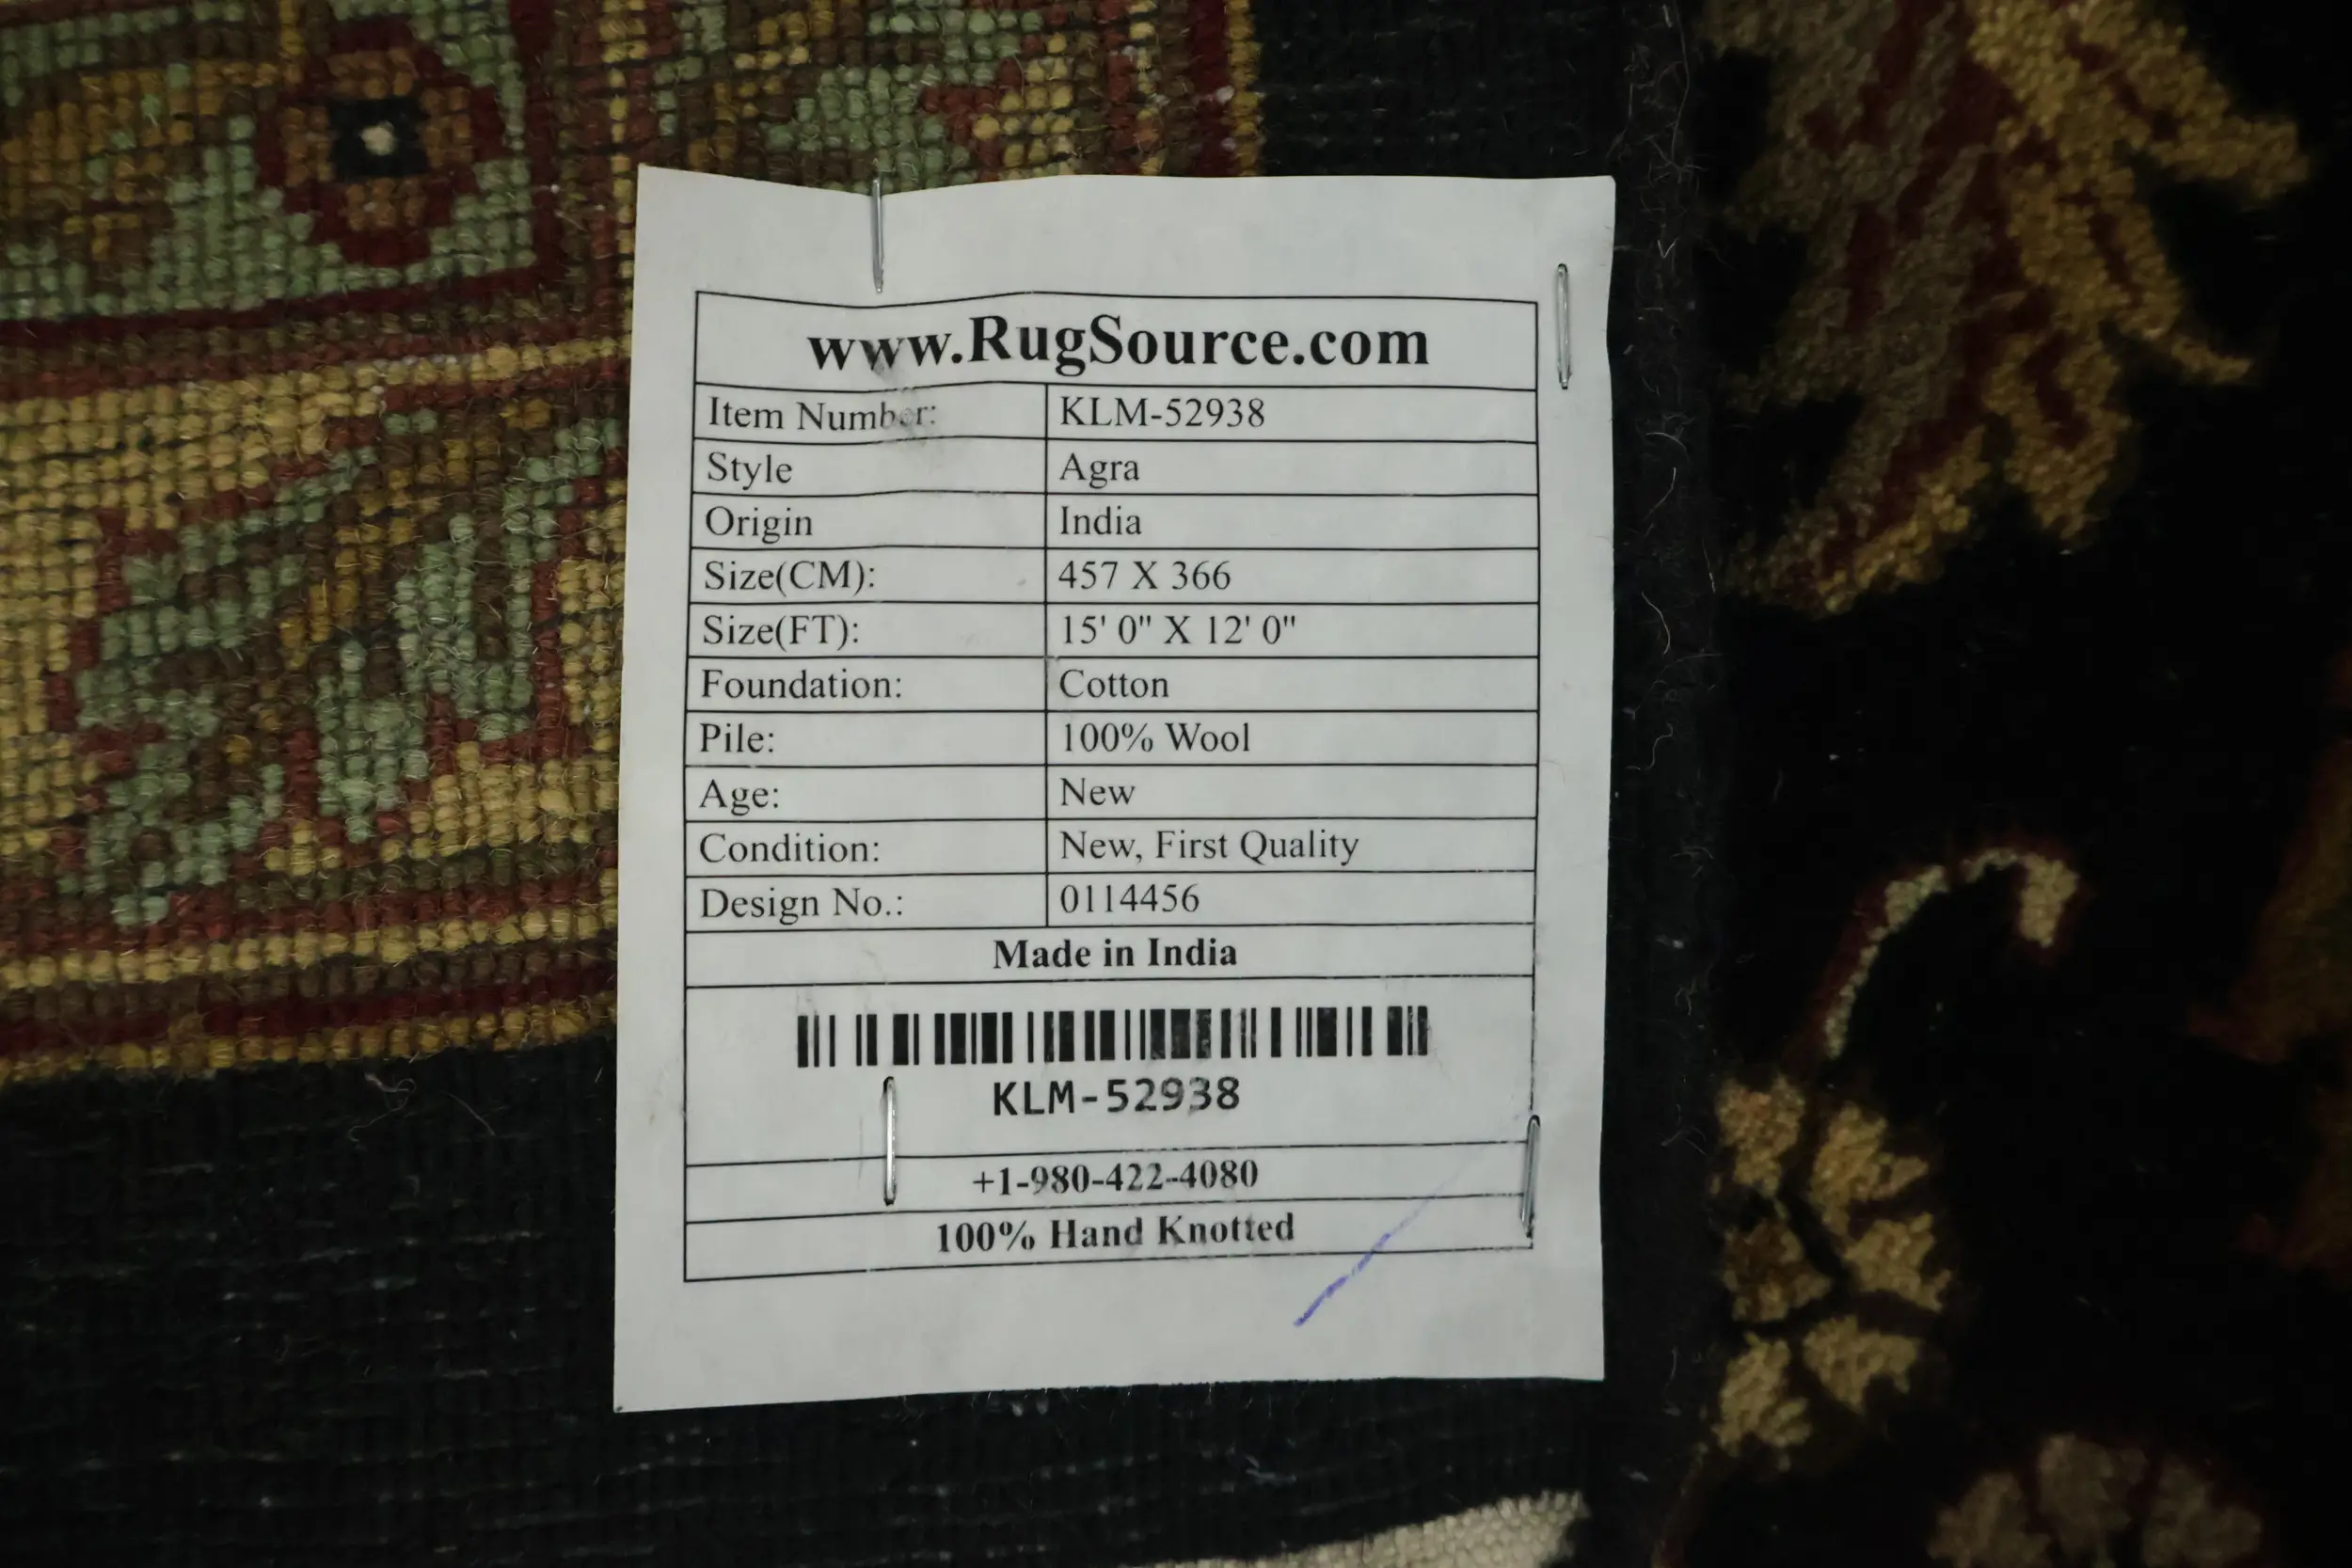 www.RugSource.com
Item Number: KLM-52938
Style Agra
Origin India
Size(CM): 457 X 366
Size(FT): 15' 0" X 12' 0"
Foundation: Cotton
Pile: 100% Wool
Age: New
Condition: New, First Quality
Design No.: 0114456
Made in India
KLM-52938
+1-980-422-4080
100% Hand Knotted